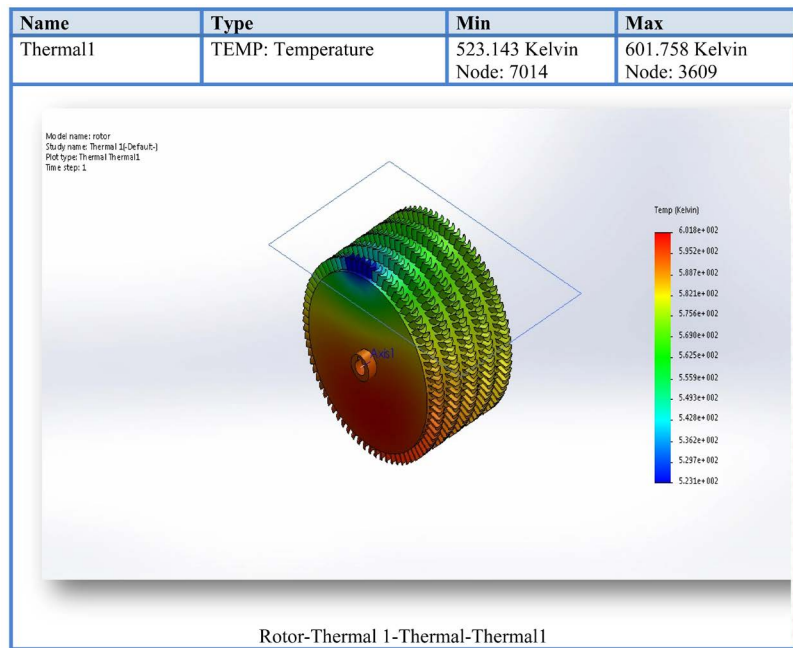 Name Type Min Max
Thermal1 TEMP: Temperature 523.143 Kelvin 601.758 Kelvin
Node: 7014 Node: 3609
Model name: rotor
Study name: Thermal 1(-Default-)
Plot type: Thermal Thermal1
Time step: 1
Temp (Kelvin)
6.018e+002
5.952e+002
5.887e+002
5.821e+002
5.756e+002
5.690e+002
5.625e+002
5.559e+002
5.493e+002
5.428e+002
5.362e+002
5.297e+002
5.231e+002
Axis1
Rotor-Thermal 1-Thermal-Thermal1